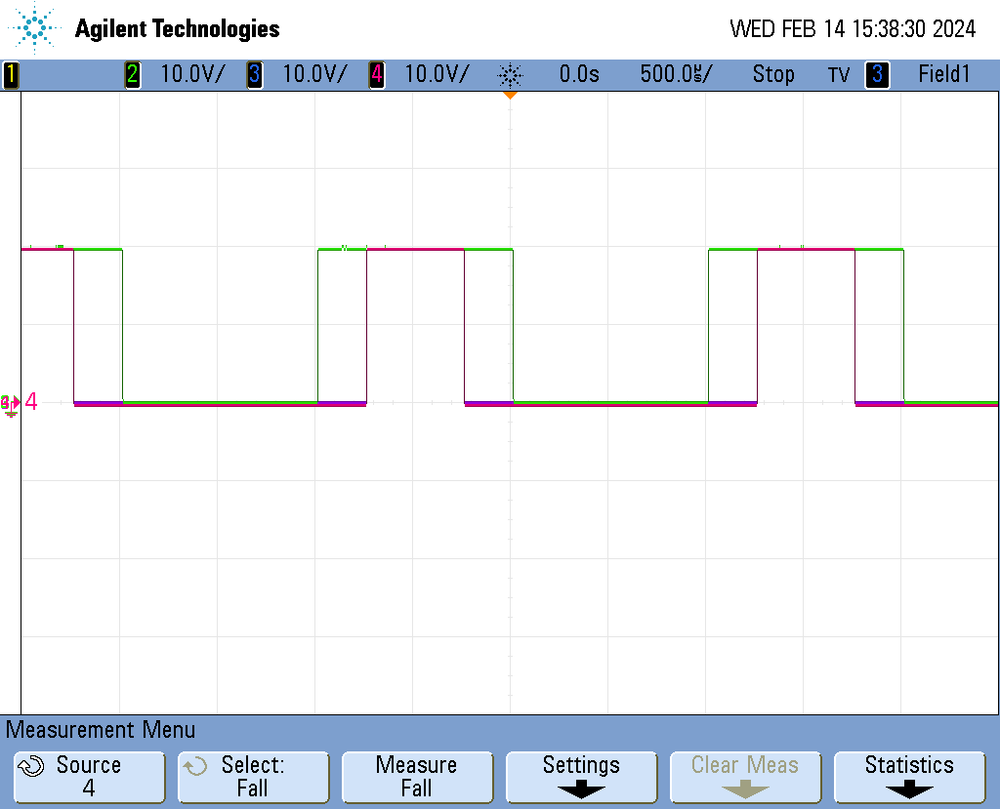 Agilent Technologies
WED FEB 14 15:38:30 2024
1 2 10.0V/ 3 10.0V/ 4 10.0V/ 0.0s 500.0µs/ Stop TV 3 Field1
4
Measurement Menu
Source
4
Select:
Fall
Measure
Fall
Settings
Clear Meas
Statistics